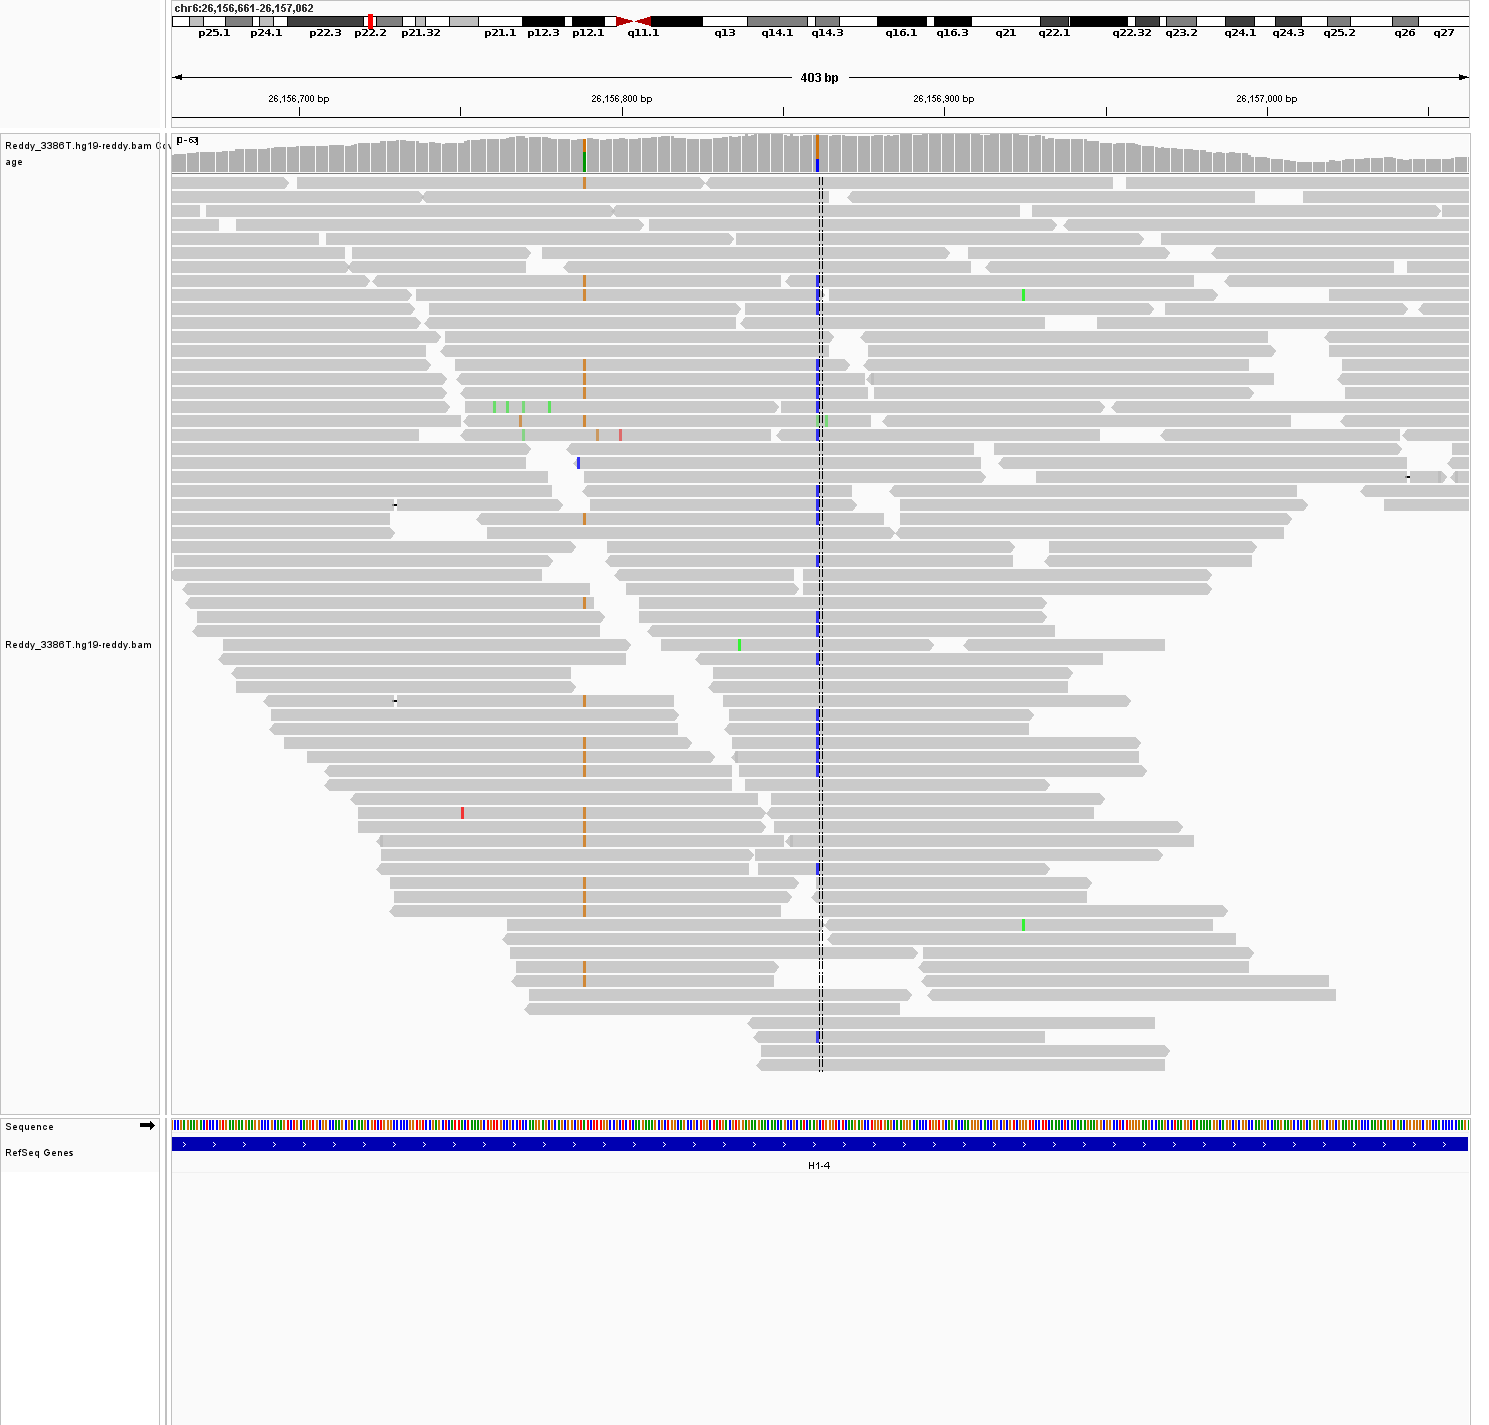 chr6:26,156,661-26,157,062
p25.1 p24.1 p22.3 p22.2 p21.32 p21.1 p12.3 p12.1 q11.1 q13 q14.1 q14.3 q16.1 q16.3 q21 q22.1 q22.32 q23.2 q24.1 q24.3 q25.2 q26 q27
403 bp
26,156,700 bp 26,156,800 bp 26,156,900 bp 26,157,000 bp
[0-63]
Reddy_3386T.hg19-reddy.bam Cov
age
Reddy_3386T.hg19-reddy.bam
Sequence
RefSeq Genes
H1-4